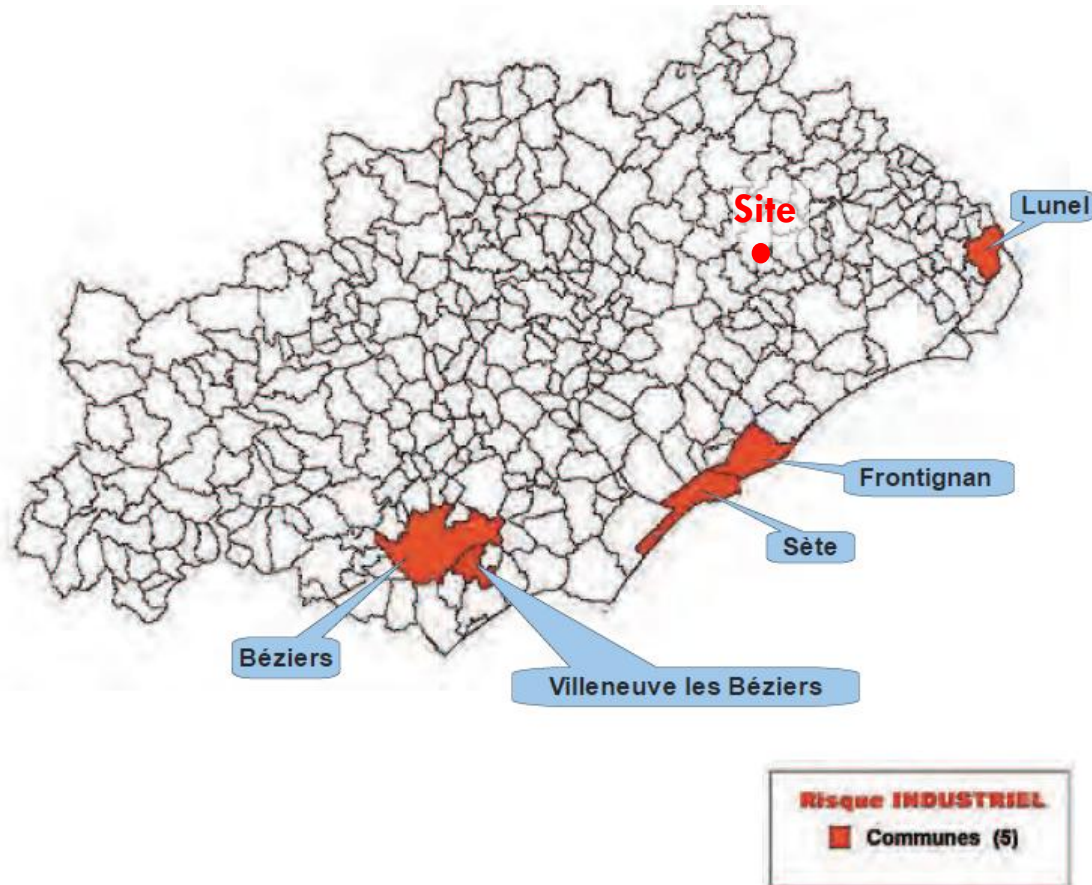 Site
Lunel
Frontignan
Sète
Béziers
Villeneuve les Béziers
Risque INDUSTRIEL
Communes (5)